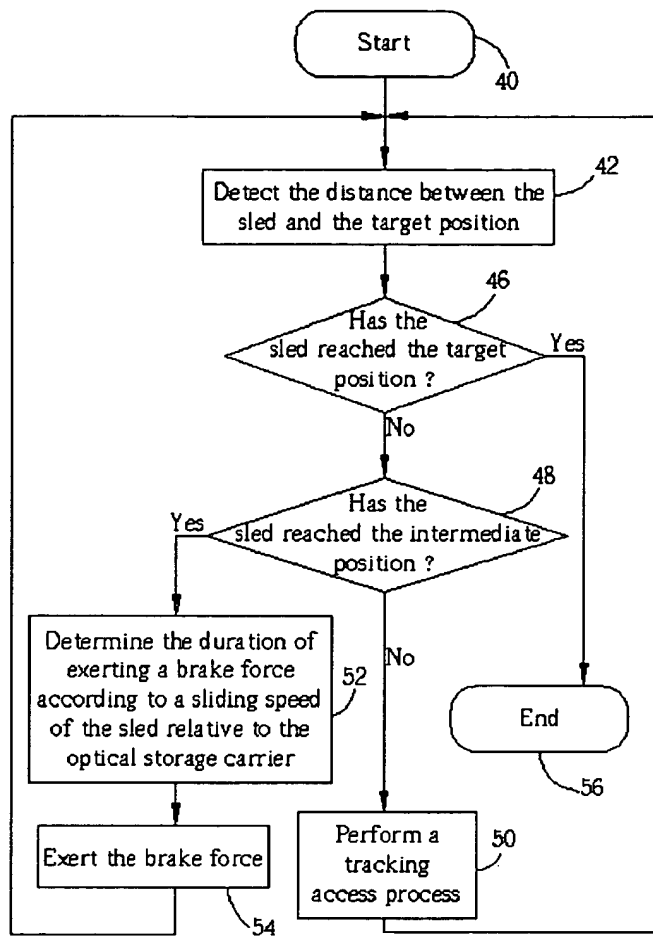 Start
40
42
Detect the distance between the
sled and the target position
46
Has the
sled reached the target
position ?
Yes
No
48
Has the
sled reached the intermediate
position ?
Yes
No
Determine the duration of
exerting a brake force
according to a sliding speed
of the sled relative to the
optical storage carrier
52
End
56
Exert the brake force
54
Perform a
tracking
access process
50